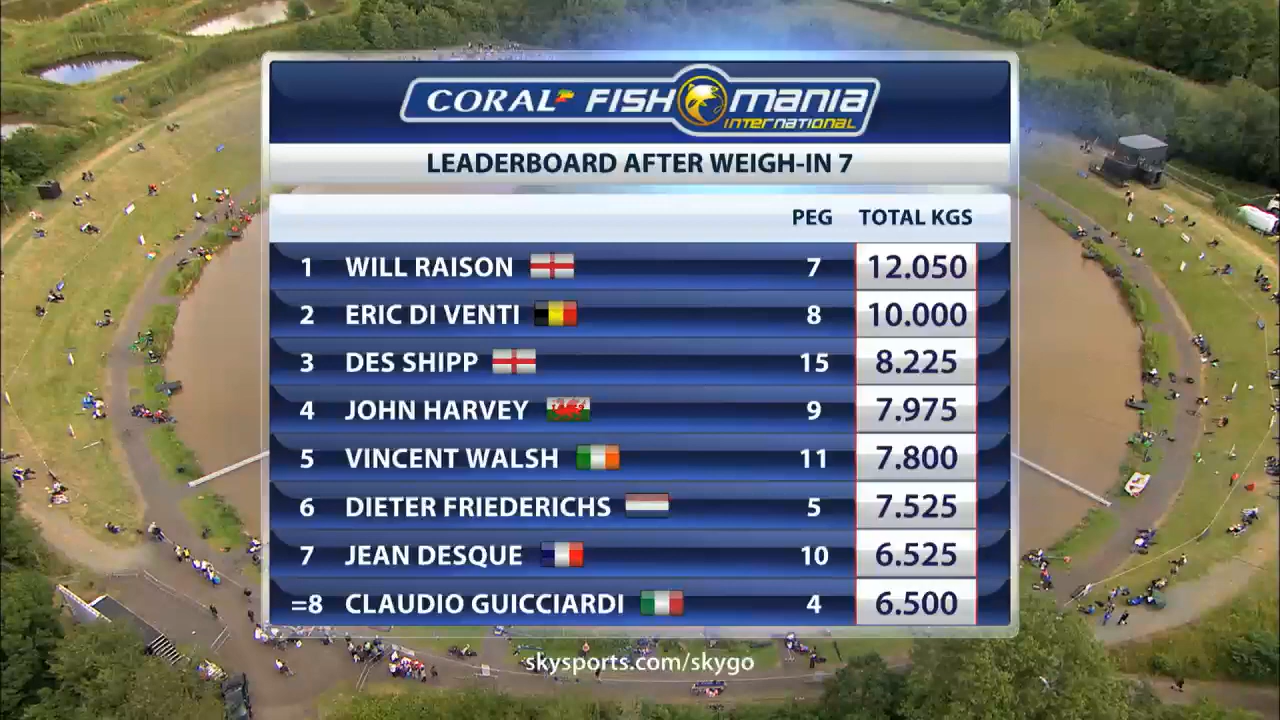 CORAL FISHOMANIA
INTERNATIONAL
LEADERBOARD AFTER WEIGH-IN 7
PEG TOTAL KGS
1 WILL RAISON 7 12.050
2 ERIC DI VENTI 8 10.000
3 DES SHIPP 15 8.225
4 JOHN HARVEY 9 7.975
5 VINCENT WALSH 11 7.800
6 DIETER FRIEDERICHS 5 7.525
7 JEAN DESQUE 10 6.525
=8 CLAUDIO GUICCIARDI 4 6.500
skysports.com/skygo